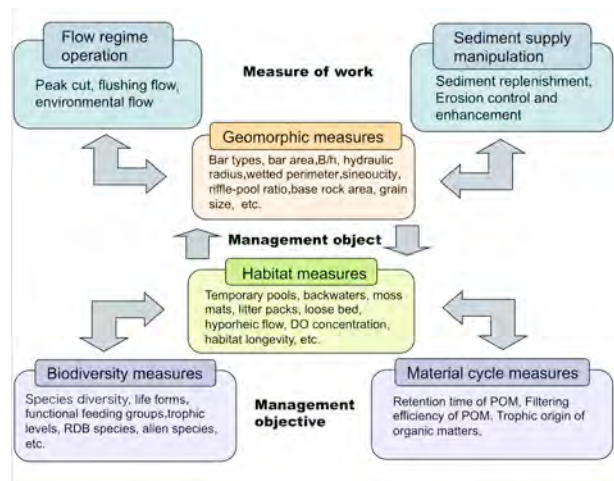 Flow regime
operation
Peak cut, flushing flow,
environmental flow
Measure of work
Sediment supply
manipulation
Sediment replenishment,
Erosion control and
enhancement
Geomorphic measures
Bar types, bar area,B/h, hydraulic
radius,wetted perimeter,sineoucity,
riffle-pool ratio,base rock area, grain
size, etc.
Management object
Habitat measures
Temporary pools, backwaters, moss
mats, litter packs, loose bed,
hyporheic flow, DO concentration,
habitat longevity, etc.
Biodiversity measures
Species diversity, life forms,
functional feeding groups,trophic
levels, RDB species, alien species,
etc.
Management
objective
Material cycle measures
Retention time of POM, Filtering
efficiency of POM. Trophic origin of
organic matters,